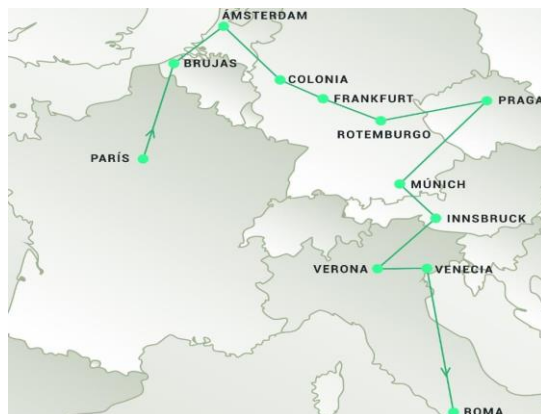 ÁMSTERDAM
BRUJAS
COLONIA
FRANKFURT
PRAGA
ROTEMBURGO
PARÍS
MÚNICH
INNSBRUCK
VERONA
VENECIA
ROMA